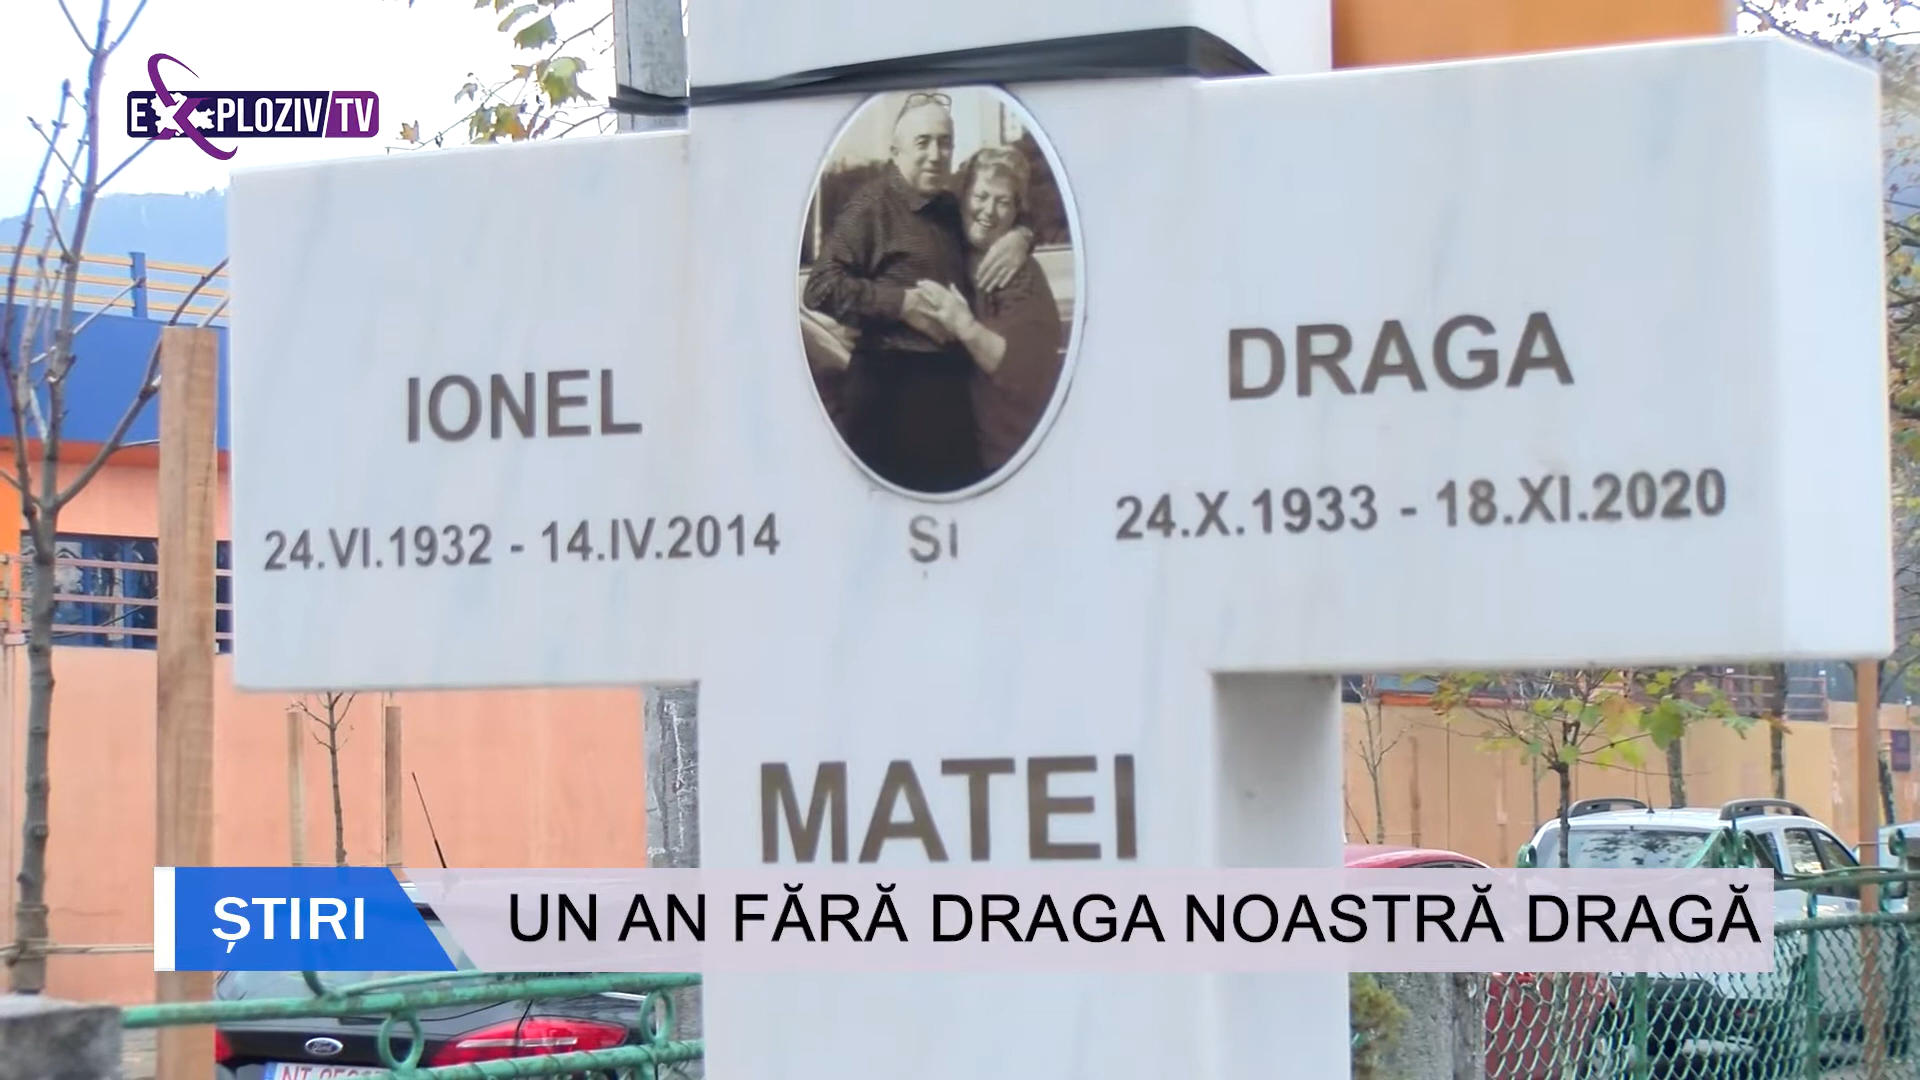 EXPLOZIV TV
IONEL
DRAGA
24.VI.1932 - 14.IV.2014
ȘI
24.X.1933 - 18.XI.2020
MATEI
ȘTIRI
UN AN FĂRĂ DRAGA NOASTRĂ DRAGĂ
Ford